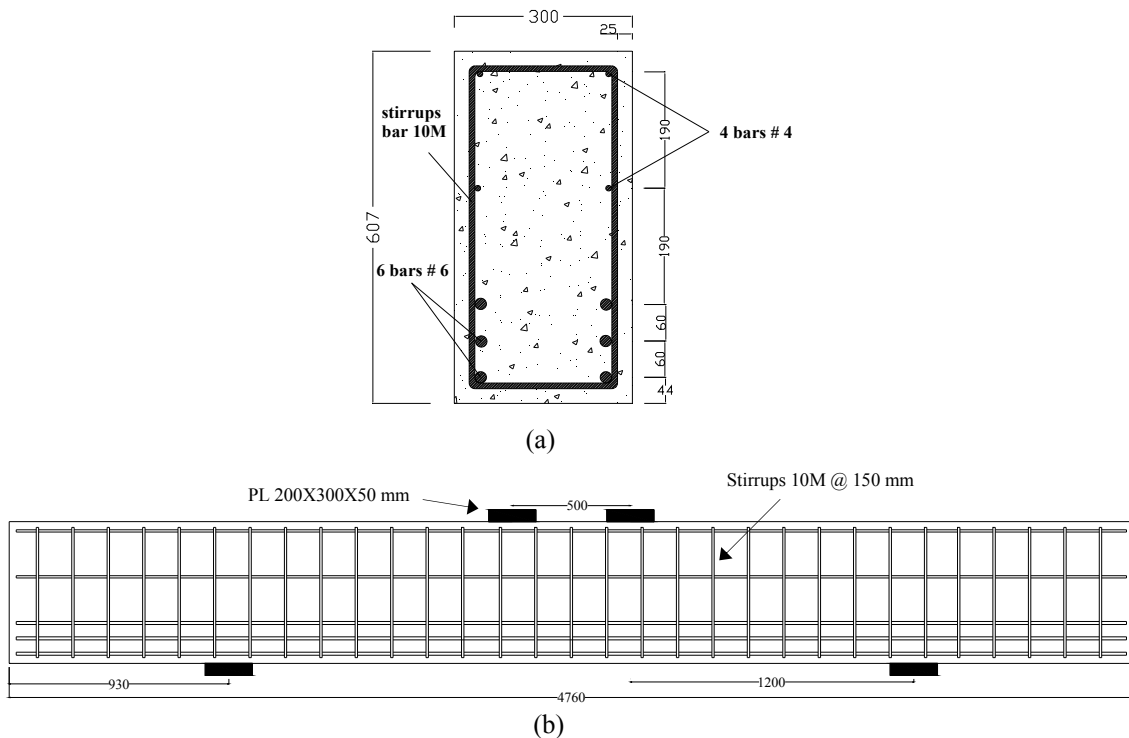 300
25
stirrups
bar 10M
190
4 bars # 4
607
190
6 bars # 6
60
60
44
(a)
PL 200X300X50 mm
500
Stirrups 10M @ 150 mm
930
1200
4760
(b)